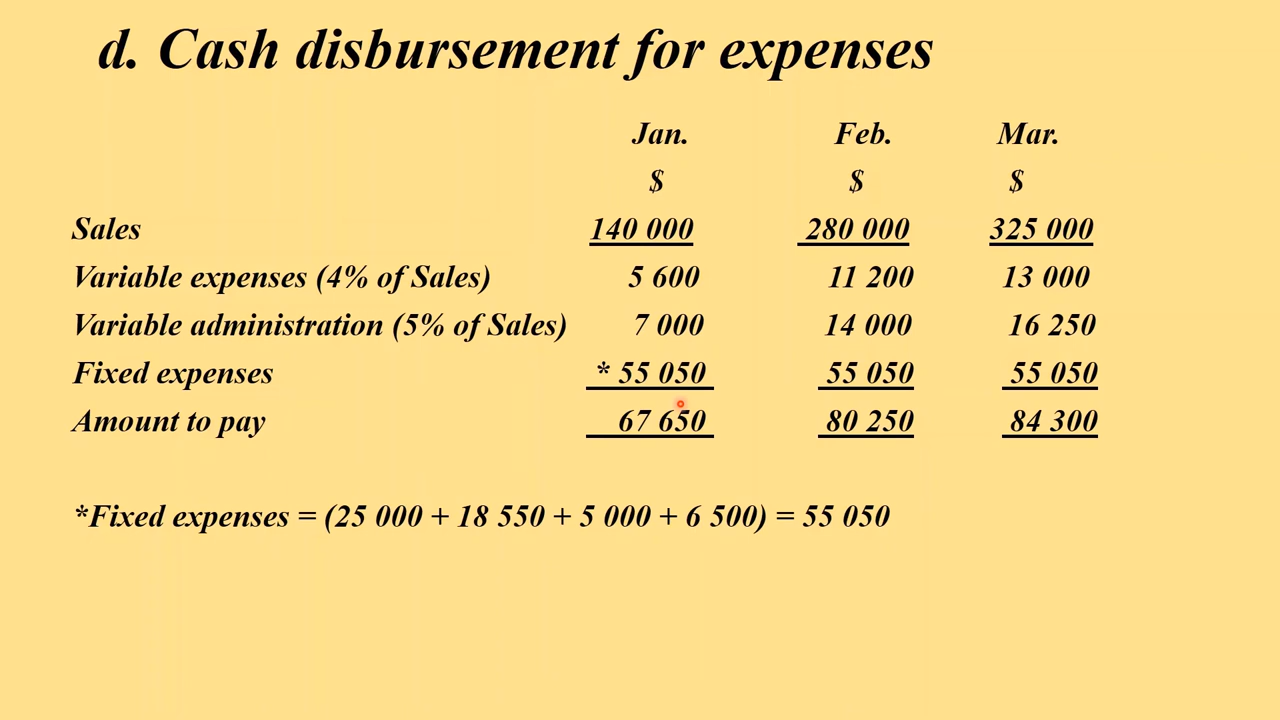 d. Cash disbursement for expenses
Jan. Feb. Mar.
$ $ $
Sales 140 000 280 000 325 000
Variable expenses (4% of Sales) 5 600 11 200 13 000
Variable administration (5% of Sales) 7 000 14 000 16 250
Fixed expenses * 55 050 55 050 55 050
Amount to pay 67 650 80 250 84 300
*Fixed expenses = (25 000 + 18 550 + 5 000 + 6 500) = 55 050